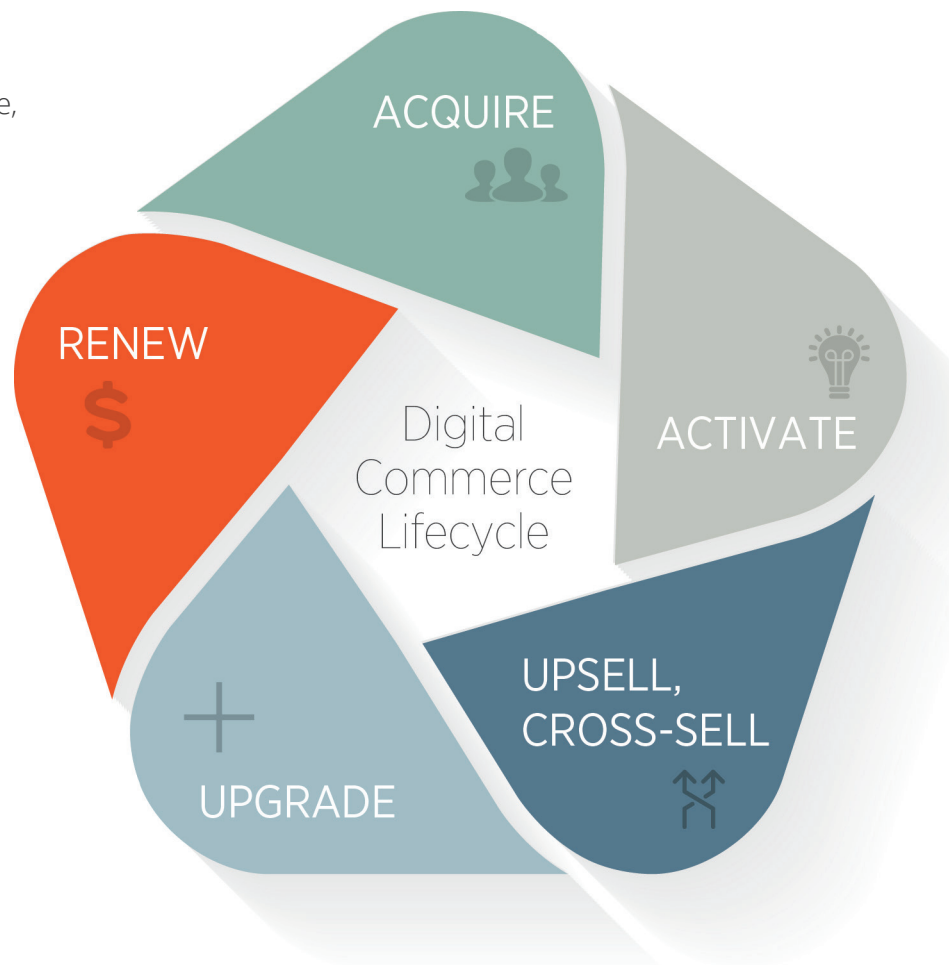 e,
ACQUIRE
RENEW
$
Digital
Commerce
Lifecycle
ACTIVATE
UPSELL,
CROSS-SELL
UPGRADE